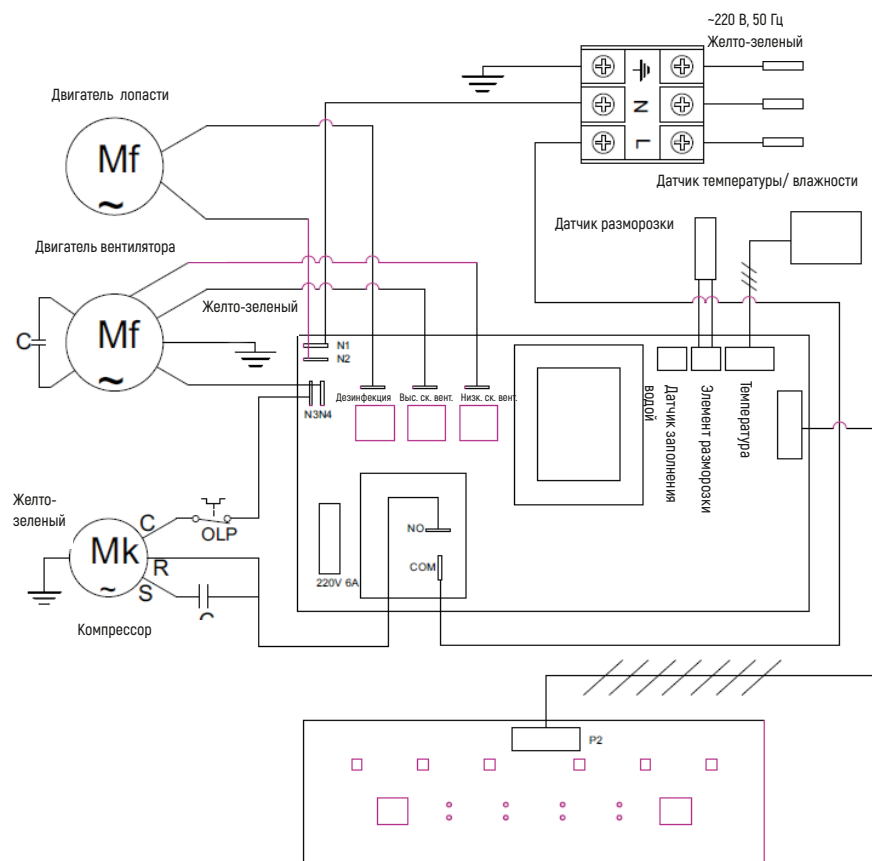 ~220 В, 50 Гц
Желто-зеленый
Двигатель лопасти
Mf
~
N
L
Датчик температуры/ влажности
Датчик разморозки
Двигатель вентилятора
Желто-зеленый
C
Mf
~
N1
N2
N3N4
Дезинфекция
Выс. ск. вент.
Низк. ск. вент.
Датчик заполнения
водой
Элемент разморозки
Температура
Желто-
зеленый
C
OLP
Mk
~
R
S
Компрессор
NO
COM
220V 6A
P2